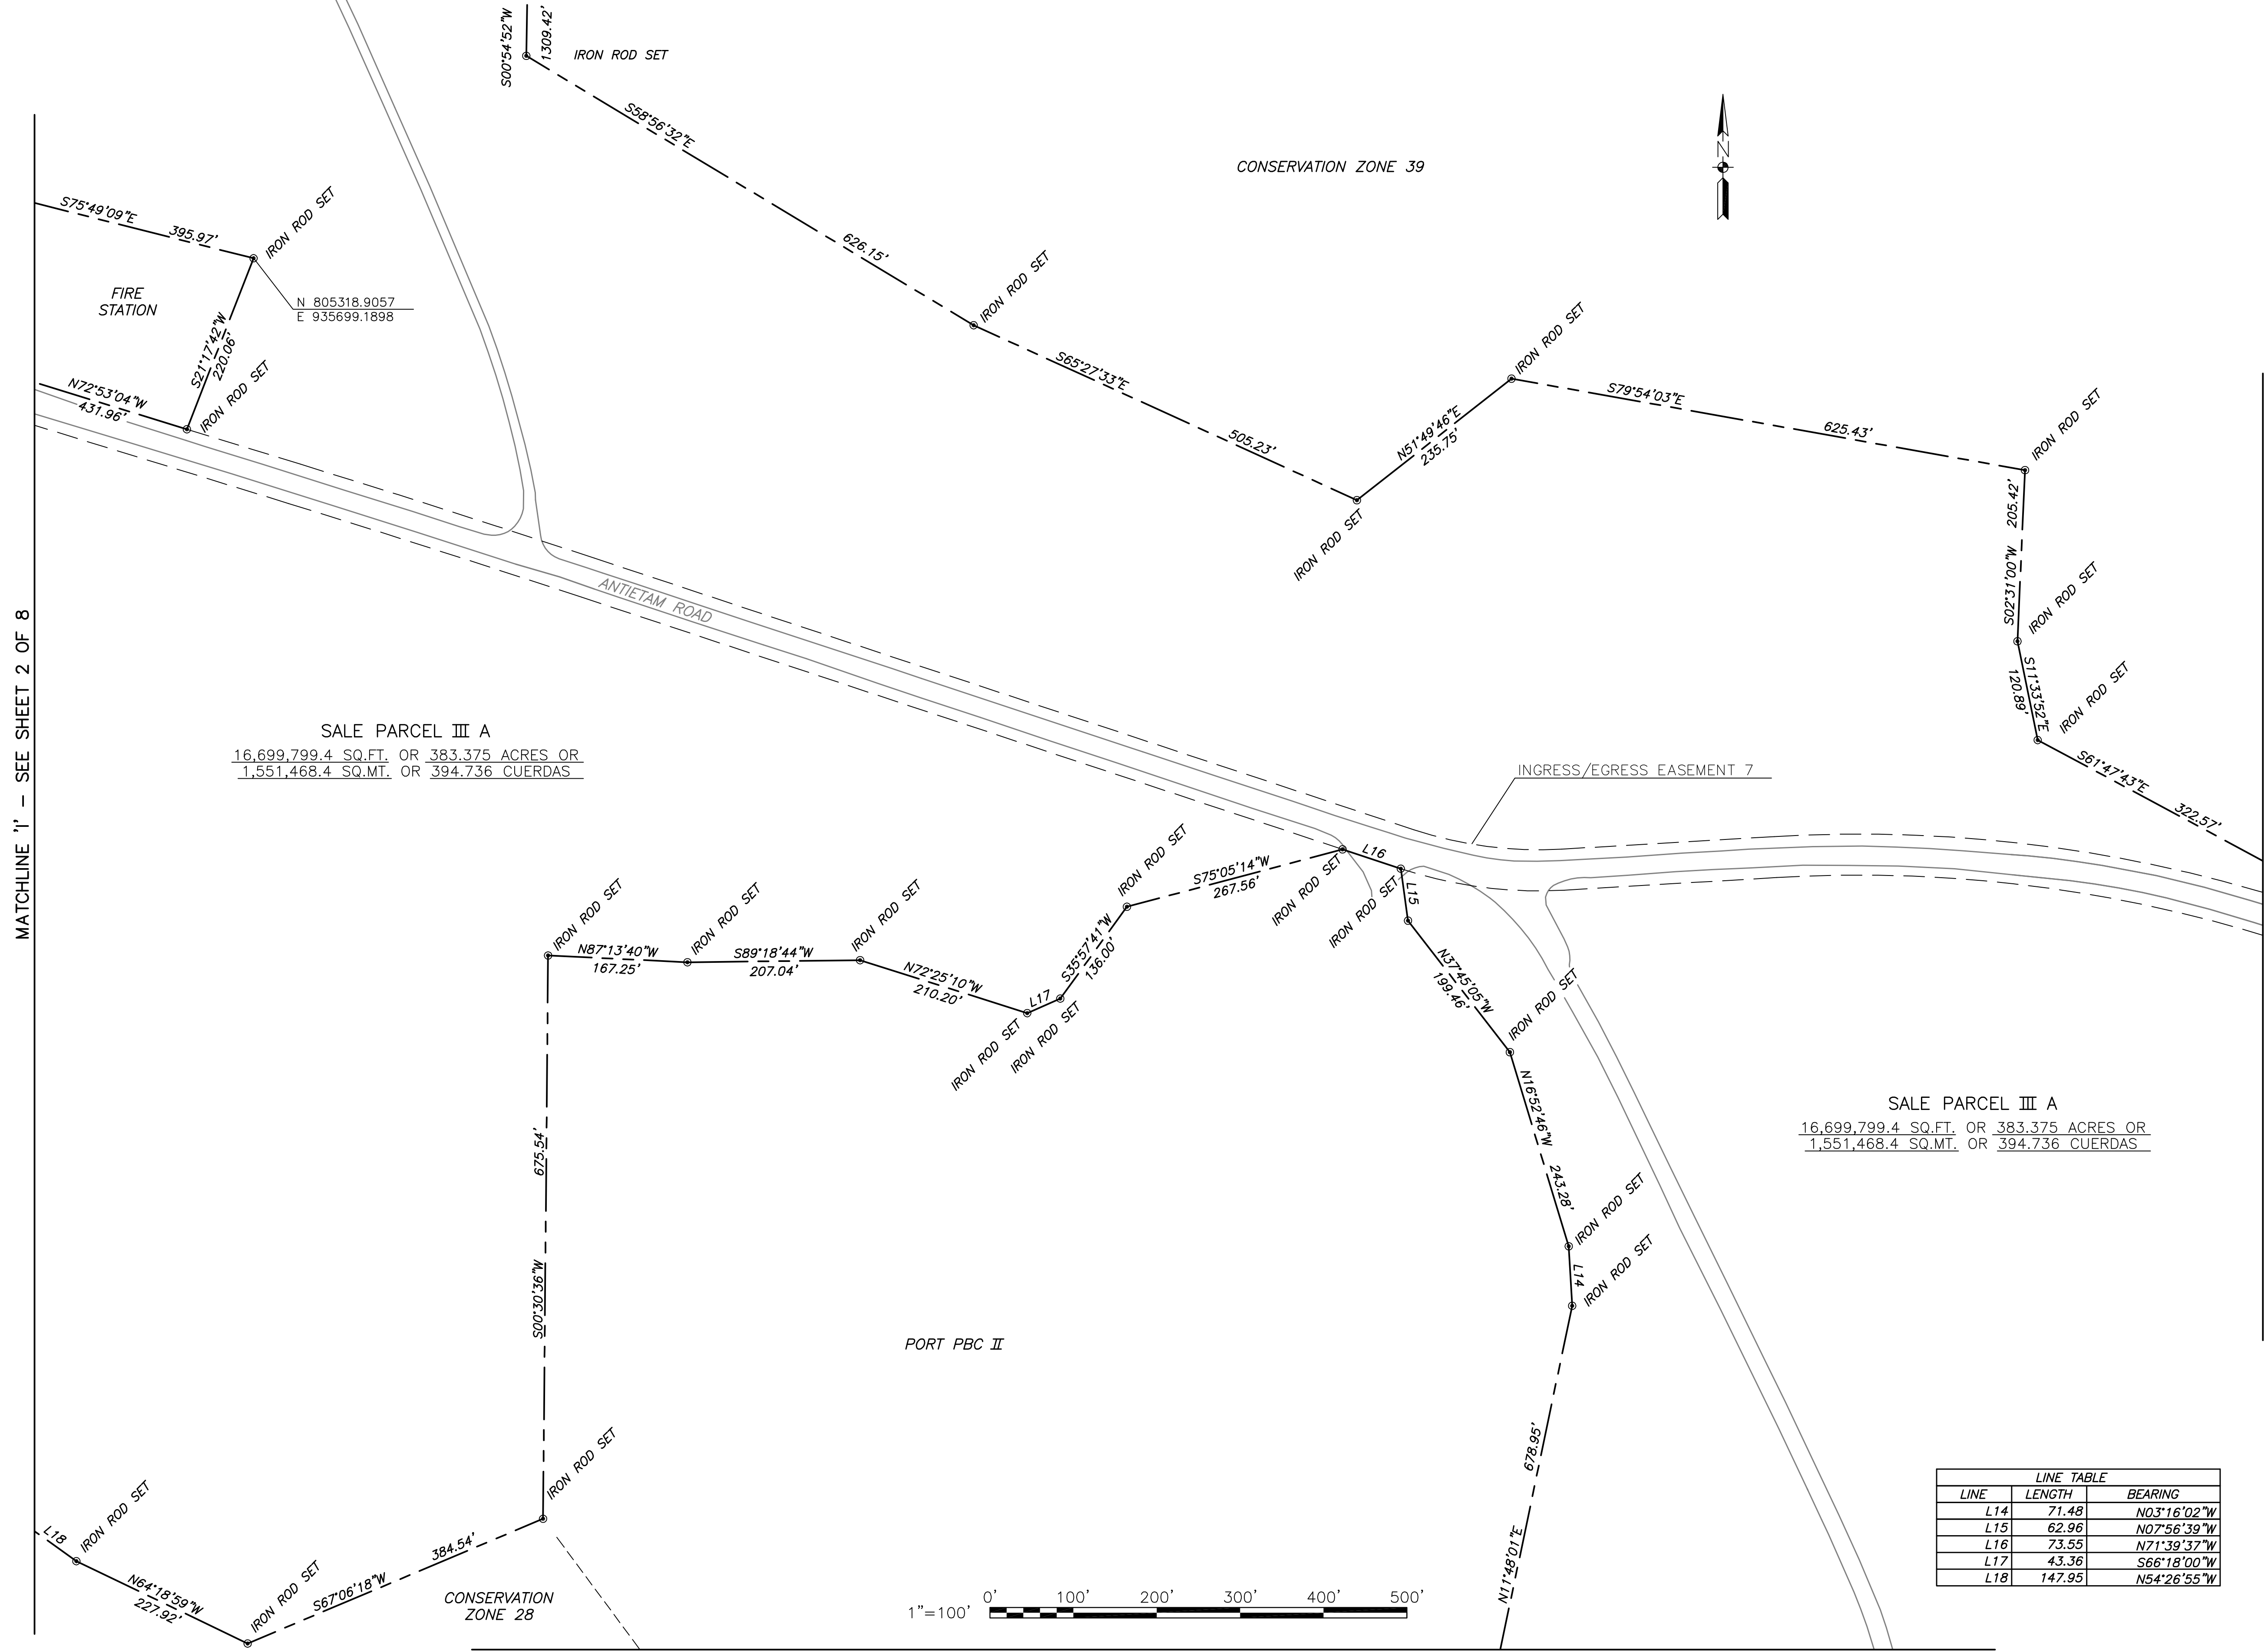 S00°54'52"W
1309.42'
IRON ROD SET
S58°56'32"E
626.15'
CONSERVATION ZONE 39
N
S75°49'09"E
395.97'
IRON ROD SET
FIRE
STATION
N 805318.9057
E 935699.1898
S21°17'42"W
220.06'
IRON ROD SET
N72°53'04"W
431.96'
IRON ROD SET
S65°27'33"E
505.23'
IRON ROD SET
N51°49'46"E
235.75'
IRON ROD SET
S79°54'03"E
625.43'
IRON ROD SET
S02°31'00"W 205.42'
IRON ROD SET
S11°33'52"E
120.89'
IRON ROD SET
S61°47'43"E
322.57'
ANTIETAM ROAD
MATCHLINE 'I' – SEE SHEET 2 OF 8
SALE PARCEL III A
16,699,799.4 SQ.FT. OR 383.375 ACRES OR
1,551,468.4 SQ.MT. OR 394.736 CUERDAS
INGRESS/EGRESS EASEMENT 7
IRON ROD SET
N87°13'40"W
167.25'
IRON ROD SET
S89°18'44"W
207.04'
IRON ROD SET
N72°25'10"W
210.20'
IRON ROD SET
L17
IRON ROD SET
S35°57'41"W
136.00'
IRON ROD SET
S75°05'14"W
267.56'
IRON ROD SET
L16
IRON ROD SET
L15
N37°45'05"W
199.46'
IRON ROD SET
N16°52'46"W
243.28'
IRON ROD SET
L14
IRON ROD SET
SALE PARCEL III A
16,699,799.4 SQ.FT. OR 383.375 ACRES OR
1,551,468.4 SQ.MT. OR 394.736 CUERDAS
675.54'
S00°30'36"W
PORT PBC II
678.95'
N11°48'01"E
IRON ROD SET
L18
IRON ROD SET
N64°18'59"W
227.92'
IRON ROD SET
S67°06'18"W
384.54'
CONSERVATION
ZONE 28
1"=100'
0' 100' 200' 300' 400' 500'
LINE TABLE
LINE LENGTH BEARING
L14 71.48 N03°16'02"W
L15 62.96 N07°56'39"W
L16 73.55 N71°39'37"W
L17 43.36 S66°18'00"W
L18 147.95 N54°26'55"W